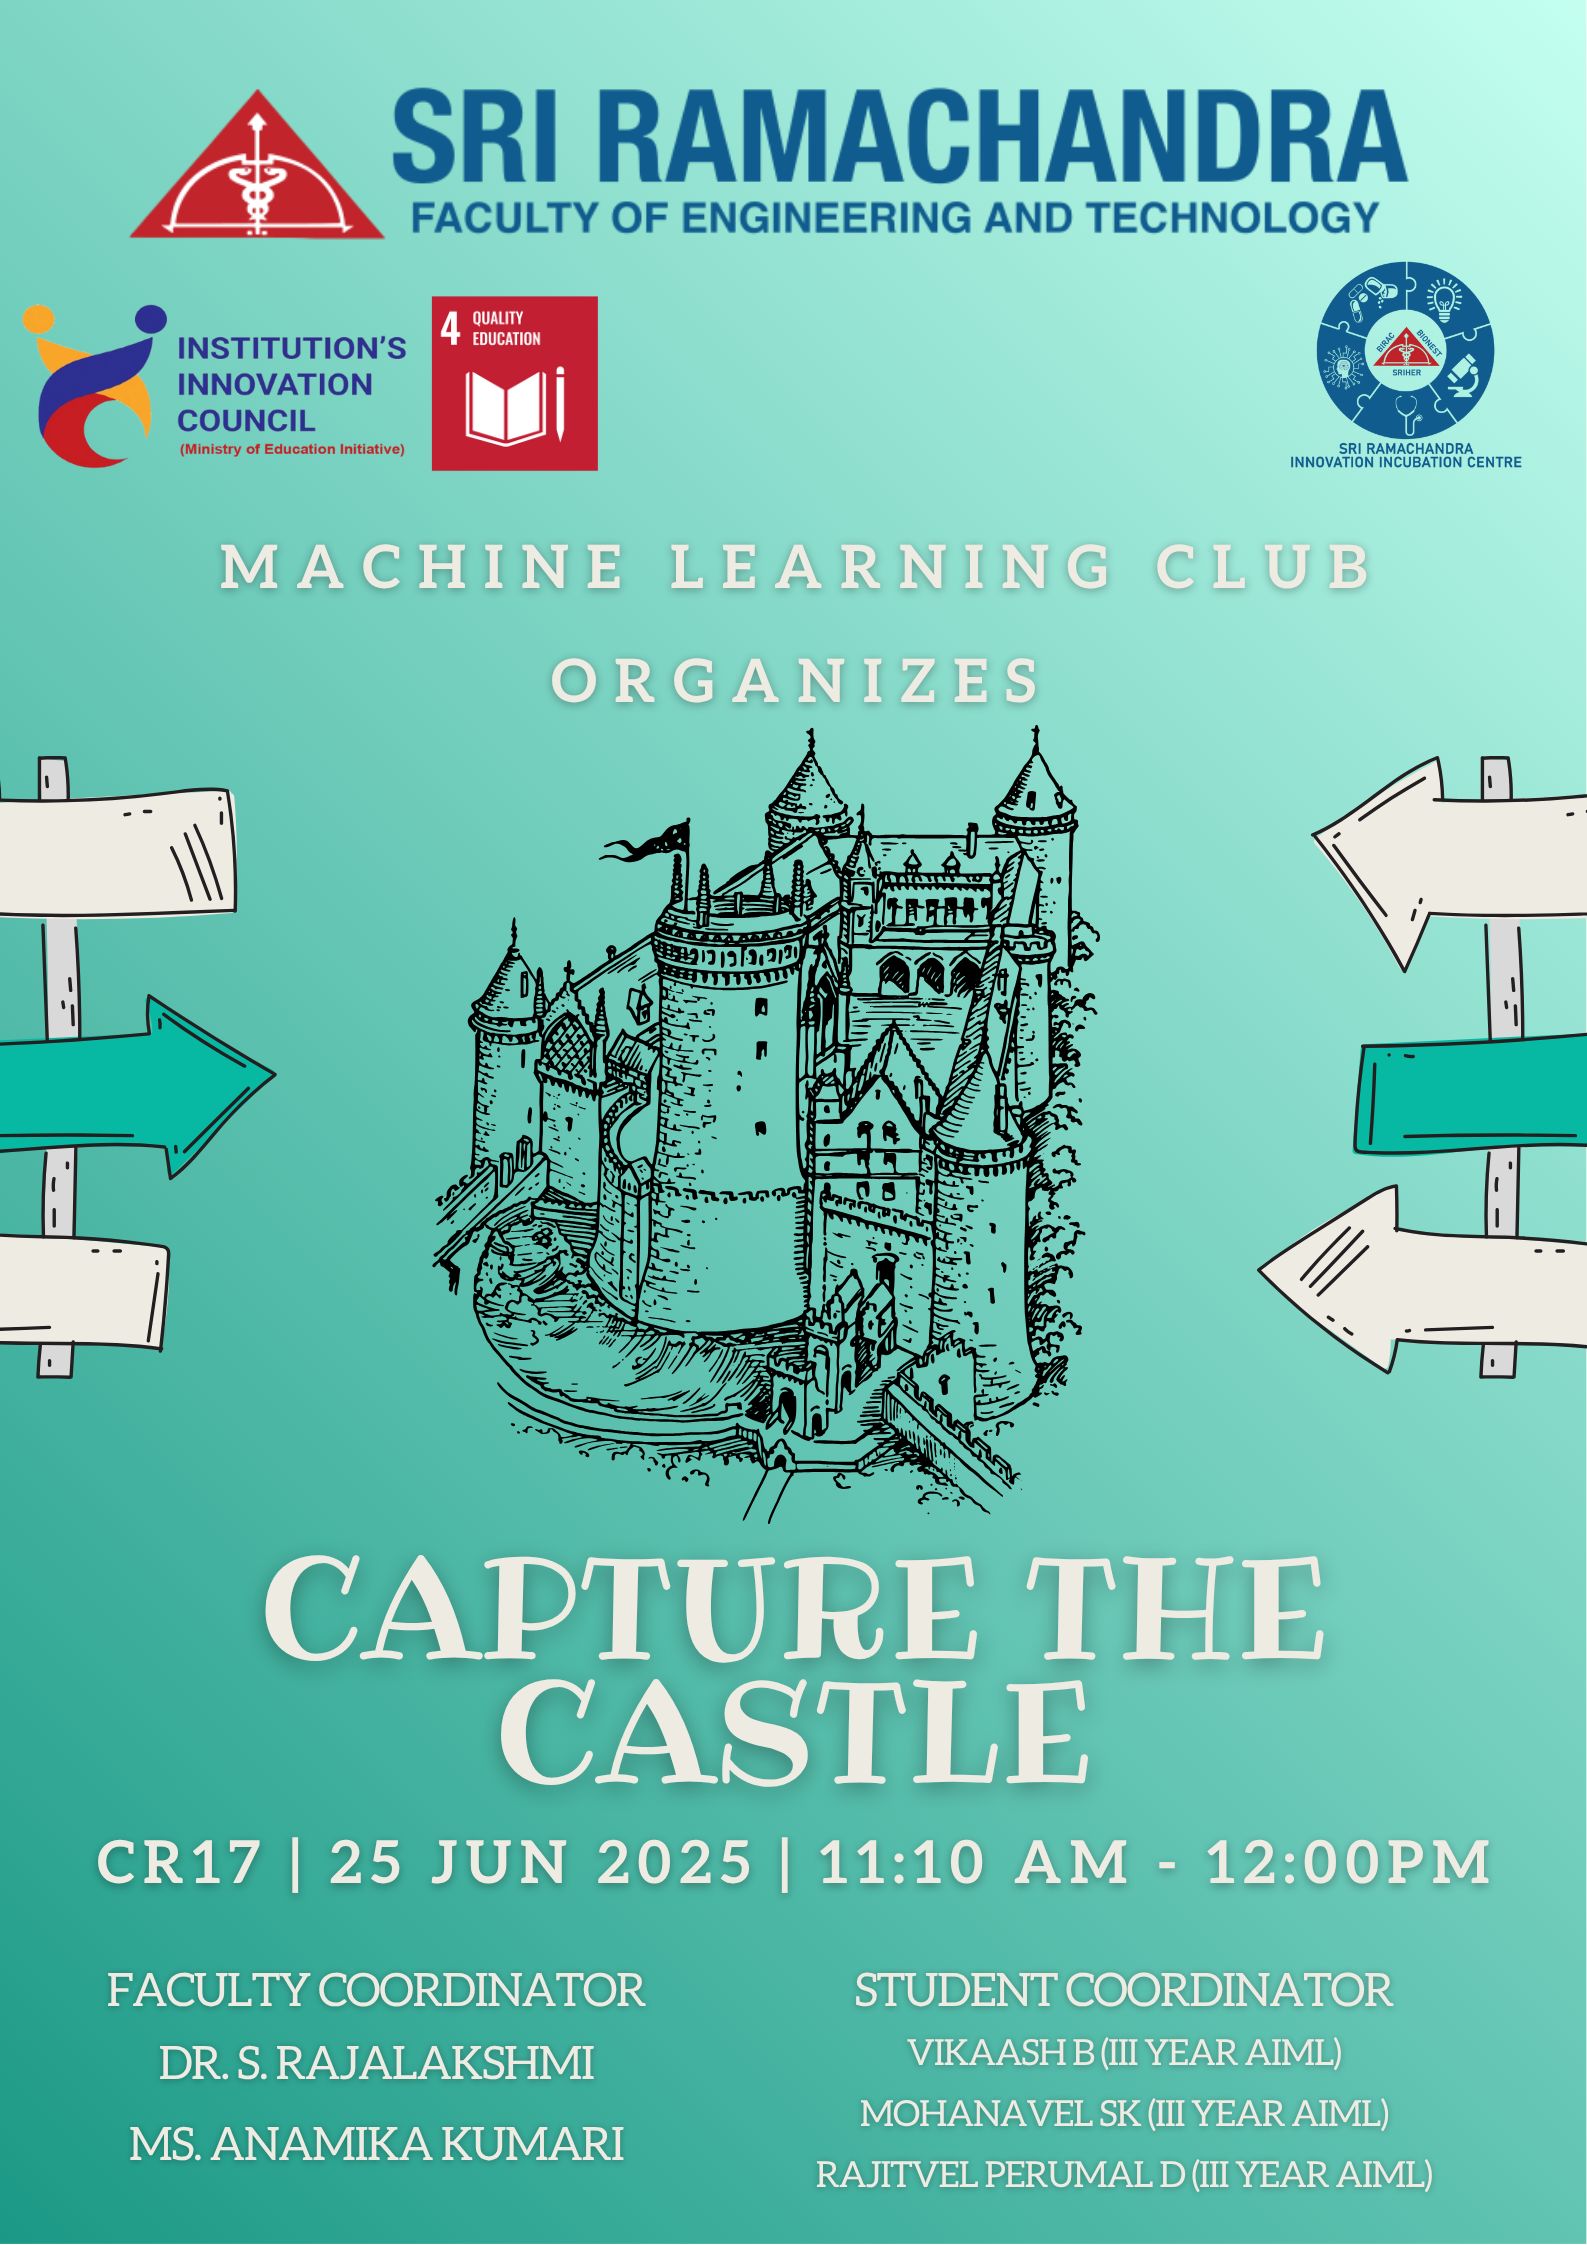 SRI RAMACHANDRA
FACULTY OF ENGINEERING AND TECHNOLOGY
INSTITUTION'S
INNOVATION
COUNCIL
(Ministry of Education Initiative)
4 QUALITY
EDUCATION
BIRAC BIONEST
SRIHER
SRI RAMACHANDRA
INNOVATION INCUBATION CENTRE
MACHINE LEARNING CLUB
ORGANIZES
CAPTURE THE
CASTLE
CR17 | 25 JUN 2025 | 11:10 AM - 12:00PM
FACULTY COORDINATOR
DR. S. RAJALAKSHMI
MS. ANAMIKA KUMARI
STUDENT COORDINATOR
VIKAASH B (III YEAR AIML)
MOHANAVEL SK (III YEAR AIML)
RAJITVEL PERUMAL D (III YEAR AIML)